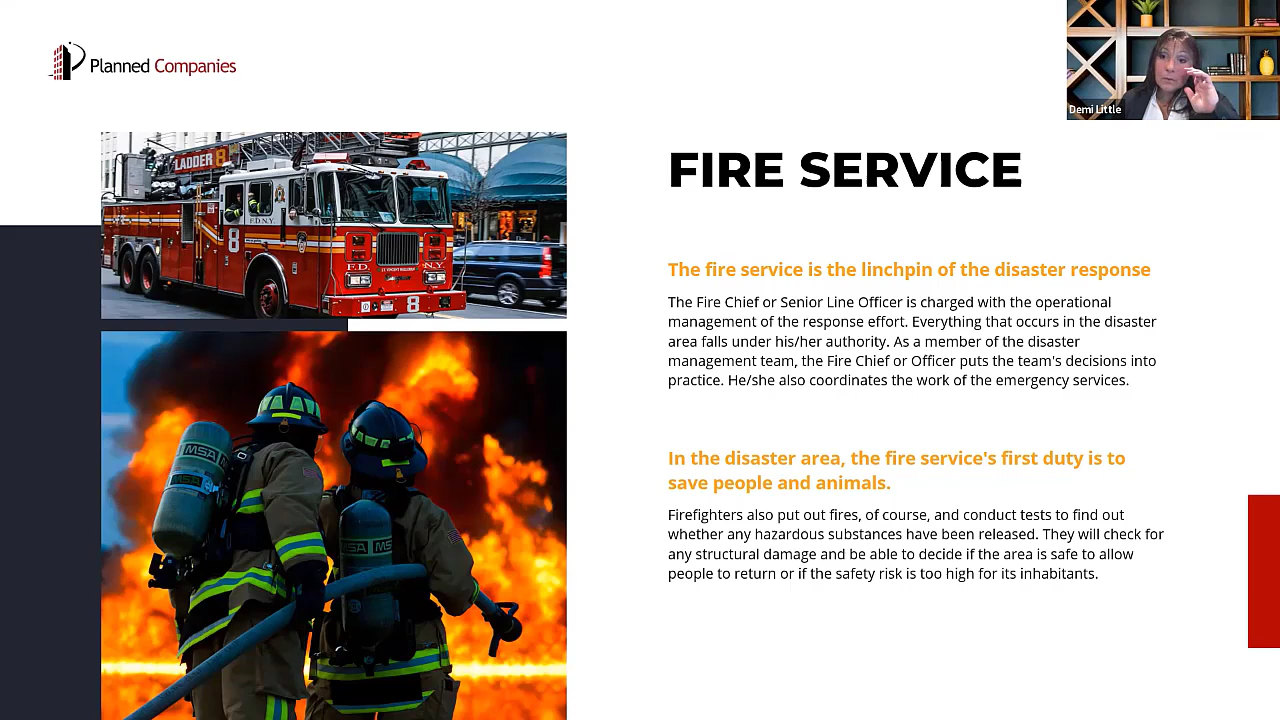 Planned Companies
Demi Little
LADDER 8
F.D.N.Y.
8
F.D. N.Y.
8
FIRE SERVICE
The fire service is the linchpin of the disaster response
The Fire Chief or Senior Line Officer is charged with the operational
management of the response effort. Everything that occurs in the disaster
area falls under his/her authority. As a member of the disaster
management team, the Fire Chief or Officer puts the team's decisions into
practice. He/she also coordinates the work of the emergency services.
MSA MSA
MSA MSA
In the disaster area, the fire service's first duty is to
save people and animals.
Firefighters also put out fires, of course, and conduct tests to find out
whether any hazardous substances have been released. They will check for
any structural damage and be able to decide if the area is safe to allow
people to return or if the safety risk is too high for its inhabitants.